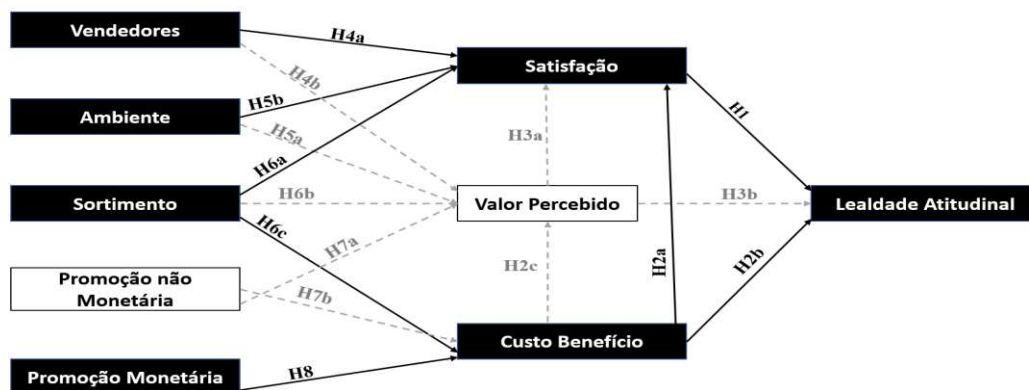 Vendedores
H4a
H4b
Satisfação
Ambiente
H5b
H5a
H3a
H1
H6a
Sortimento
H6b
Valor Percebido
H3b
Lealdade Atitudinal
H6c
H7a
H2c
H2a
H2b
Promoção não
Monetária
H7b
Custo Benefício
Promoção Monetária
H8